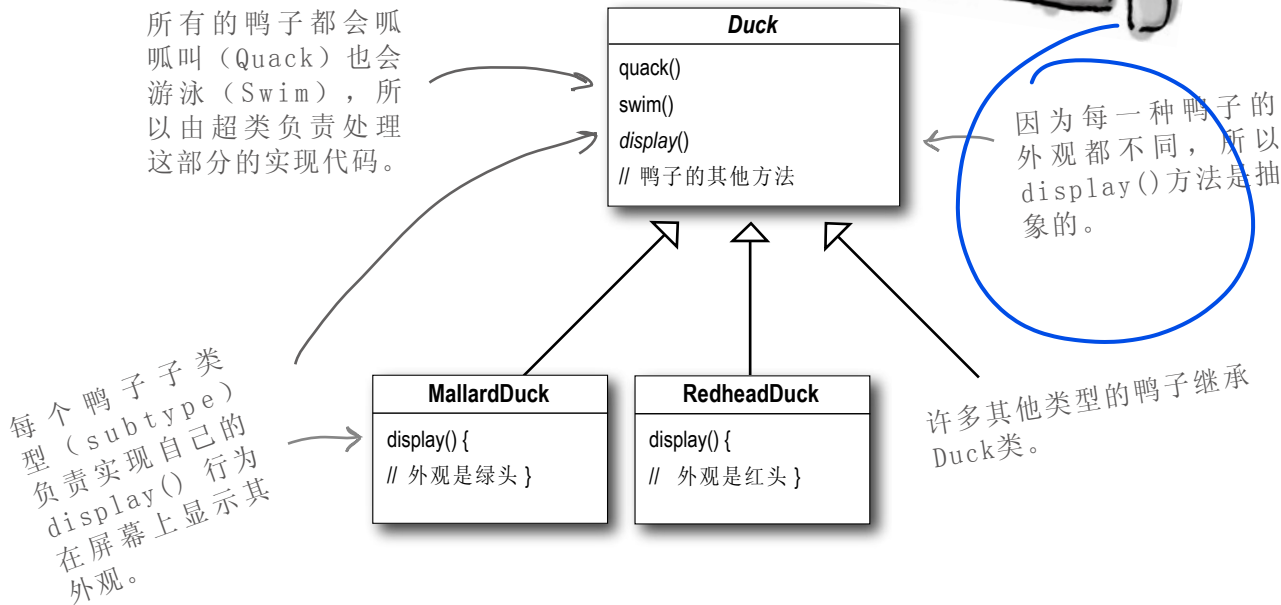 所有的鸭子都会呱
呱叫（Quack）也会
游泳（Swim），所
以由超类负责处理
这部分的实现代码。
Duck
quack()
swim()
display()
// 鸭子的其他方法
因为每一种鸭子的
外观都不同，所以
display()方法是抽
象的。
每个鸭子子类
型（subtype）
负责实现自己的
display() 行为
在屏幕上显示其
外观。
MallardDuck
display() {
// 外观是绿头 }
RedheadDuck
display() {
// 外观是红头 }
许多其他类型的鸭子继承
Duck类。